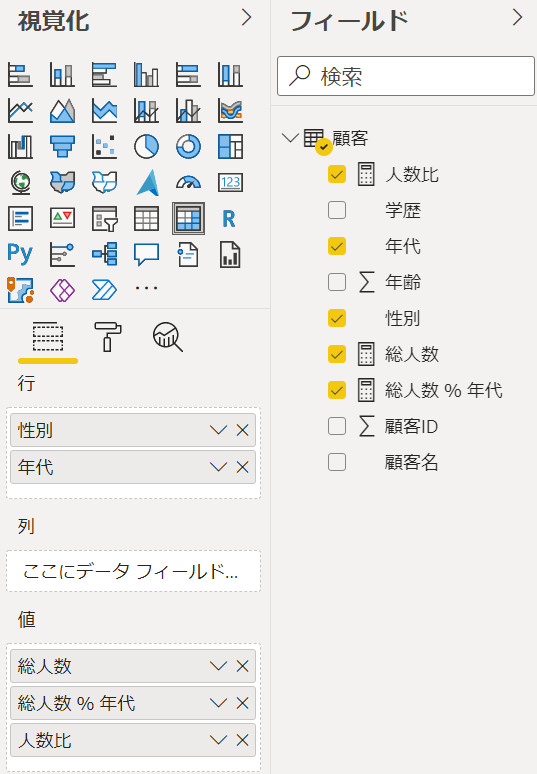 視覚化
123
R
Py
行
性別
年代
列
ここにデータ フィールド...
値
総人数
総人数 % 年代
人数比
フィールド
検索
顧客
人数比
学歴
年代
年齢
性別
総人数
総人数 % 年代
顧客ID
顧客名